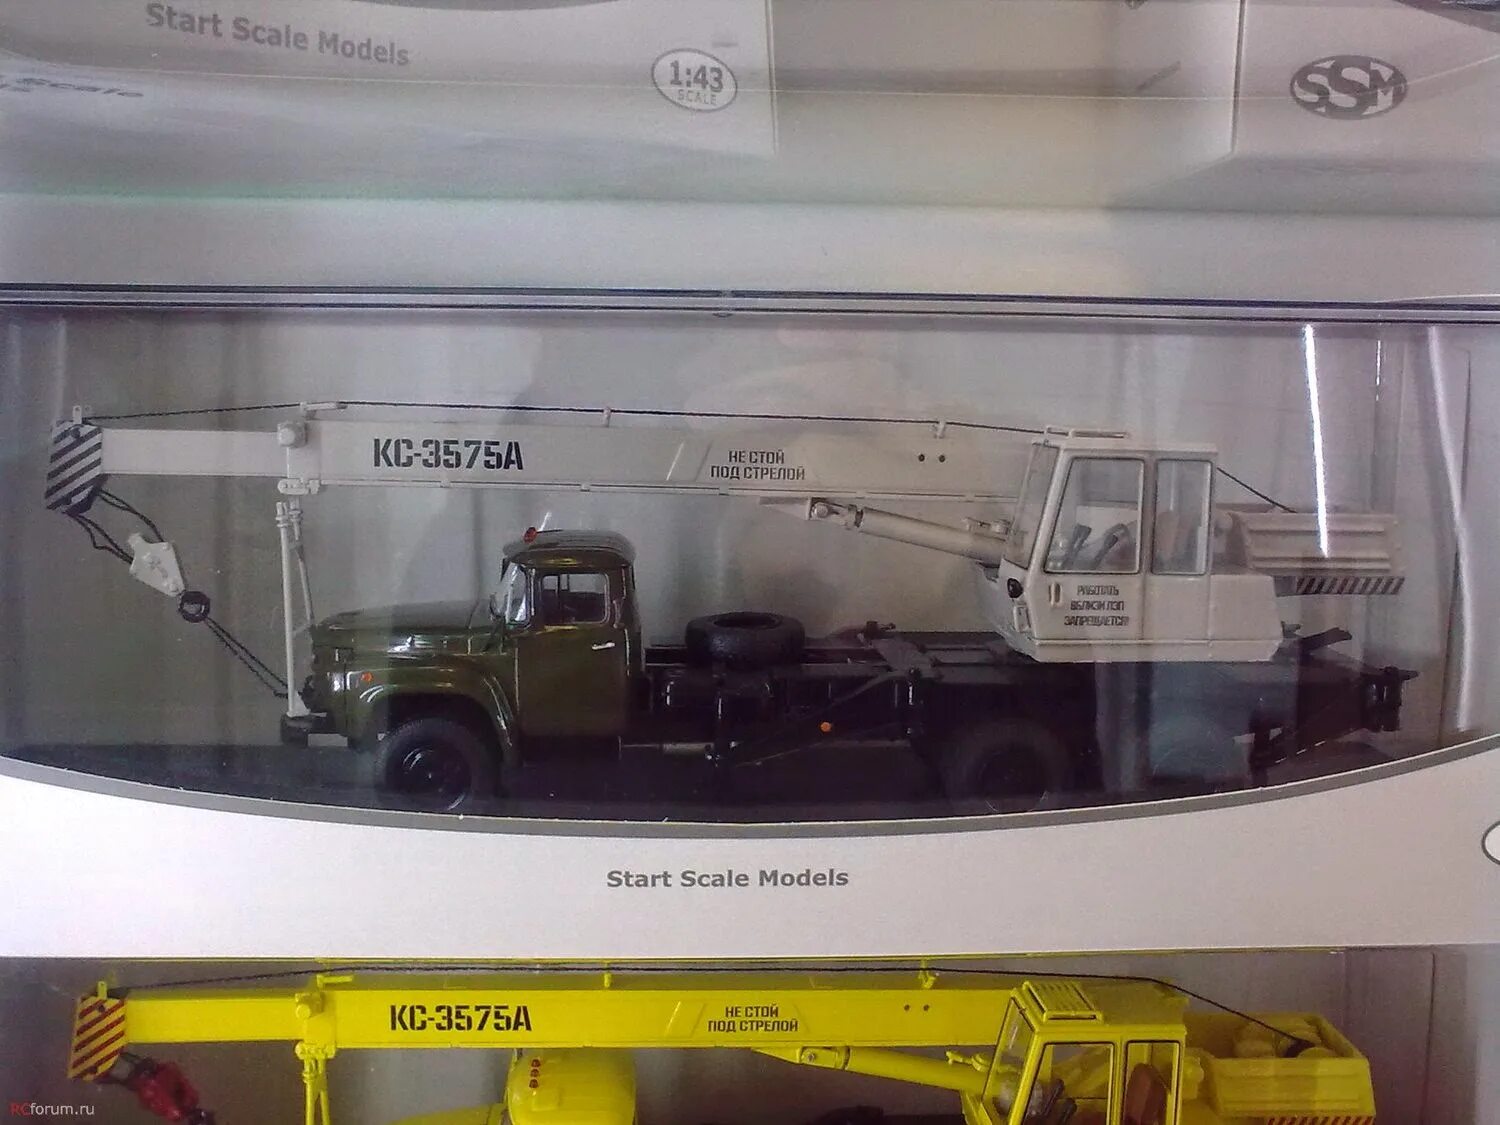 Start Scale Models
1:43
SCALE
SSM
Scale
КС-3575А
НЕ СТОЙ
ПОД СТРЕЛОЙ
РАБОТАТЬ
ВБЛИЗИ ЛЭП
ЗАПРЕЩАЕТСЯ!
Start Scale Models
КС-3575А
НЕ СТОЙ
ПОД СТРЕЛОЙ
RCforum.ru